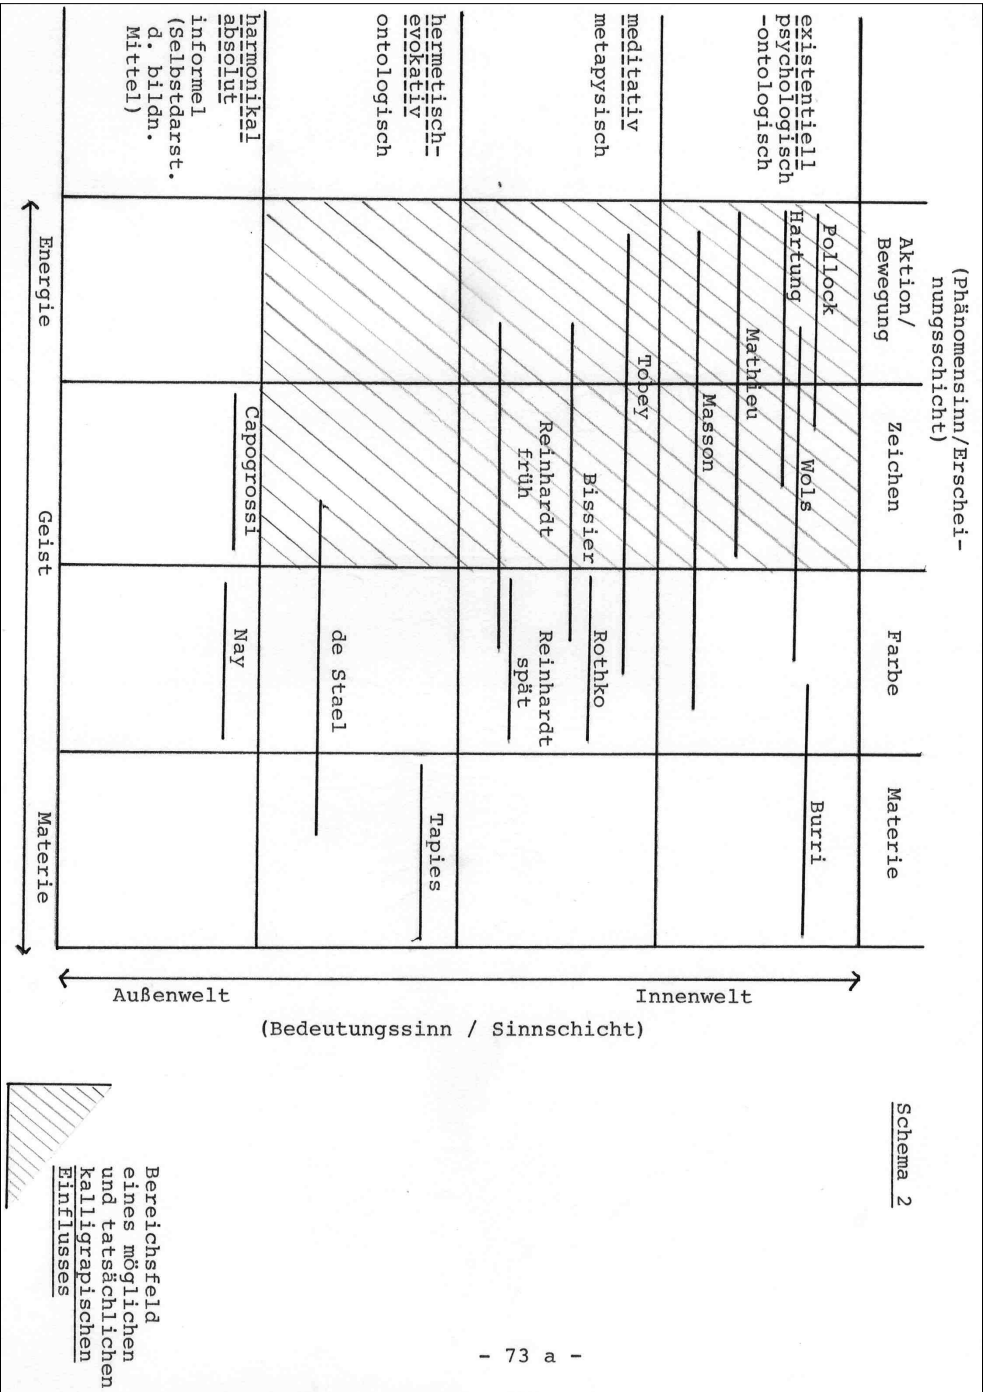 Schema 2
(Phänomensinn/Erschei-
nungsschicht)
Aktion/
Bewegung
Zeichen
Farbe
Materie
existentiell
psychologisch
-ontologisch
Pollock
Hartung
Wols
Burri
Mathieu
Masson
meditativ
metapysisch
Tobey
Bissier
Rothko
Reinhardt
früh
Reinhardt
spät
hermetisch-
evokativ
ontologisch
Tapies
de Stael
harmonikal
absolut
informel
(Selbstdarst.
d. bildn.
Mittel)
Capogrossi
Nay
Energie
Geist
Materie
Innenwelt
Außenwelt
(Bedeutungssinn / Sinnschicht)
Bereichsfeld
eines möglichen
und tatsächlichen
kalligrapischen
Einflusses
- 73 a -